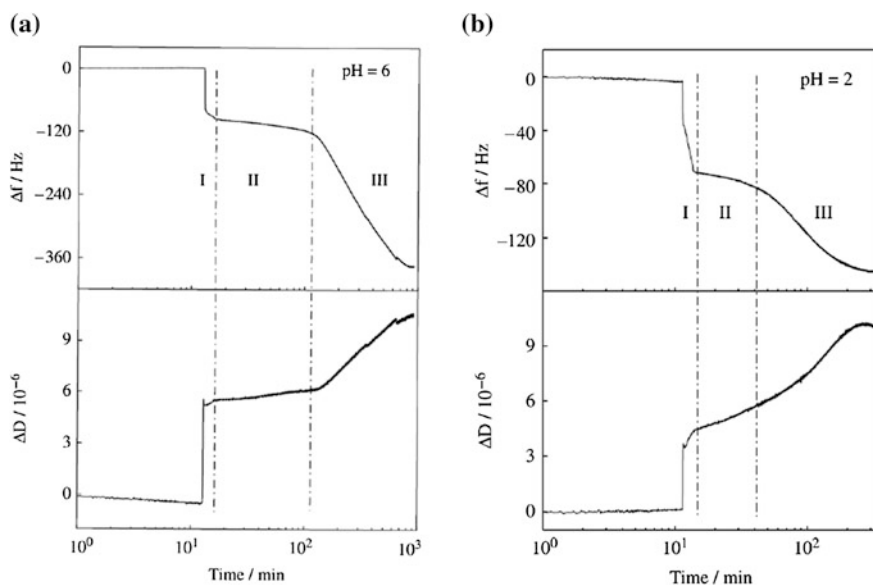 (a)
pH = 6
0
−120
−240
−360
Δf / Hz
I
II
III
9
6
3
0
ΔD / 10⁻⁶
10⁰
10¹
10²
10³
Time / min
(b)
pH = 2
0
−40
−80
−120
Δf / Hz
I
II
III
9
6
3
0
ΔD / 10⁻⁶
10⁰
10¹
10²
Time / min